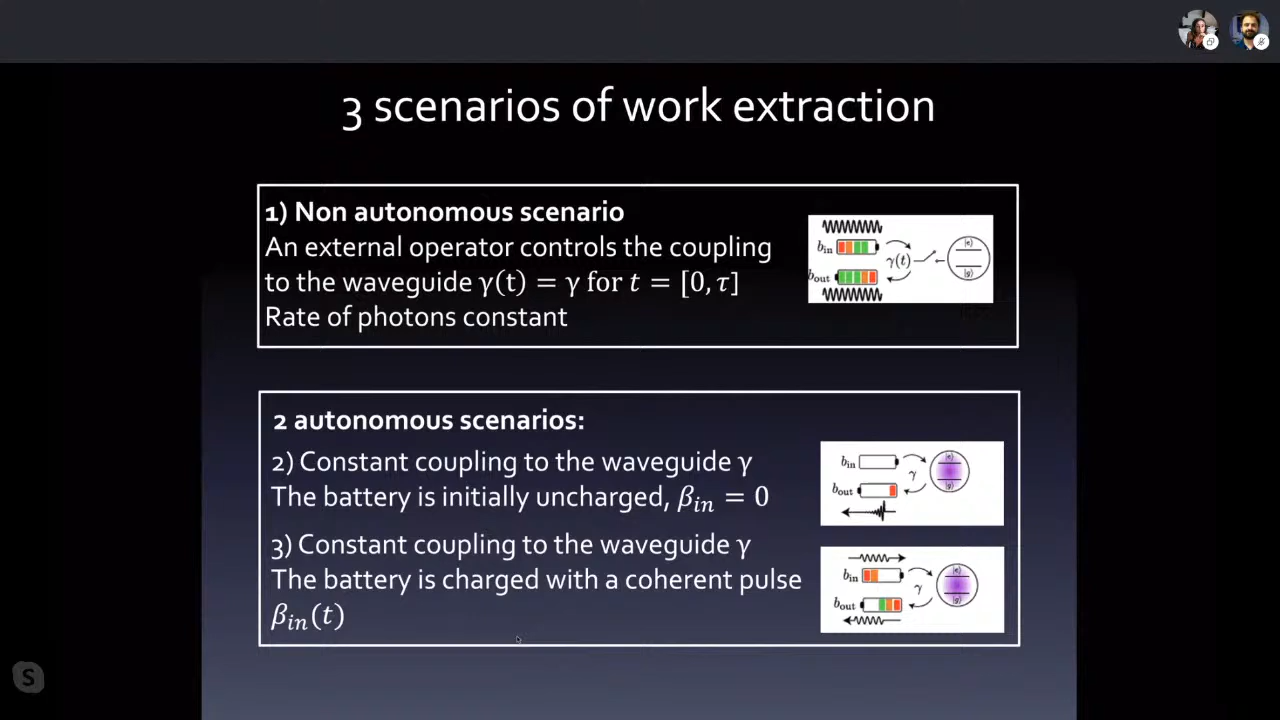 3 scenarios of work extraction
1) Non autonomous scenario
An external operator controls the coupling
to the waveguide γ(t) = γ for t = [0, τ]
Rate of photons constant
b_in
γ(t)
b_out
|e⟩
|g⟩
2 autonomous scenarios:
2) Constant coupling to the waveguide γ
The battery is initially uncharged, β_in = 0
b_in
γ
b_out
|e⟩
|g⟩
3) Constant coupling to the waveguide γ
The battery is charged with a coherent pulse
β_in(t)
b_in
γ
b_out
|e⟩
|g⟩
S